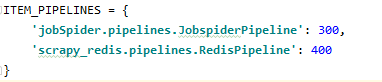 ITEM_PIPELINES = {
    'jobSpider.pipelines.JobspiderPipeline': 300,
    'scrapy_redis.pipelines.RedisPipeline': 400
}